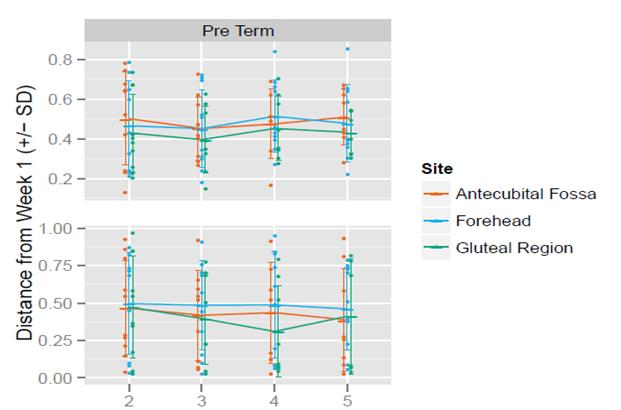 Pre Term
Distance from Week 1 (+/− SD)
0.8
0.6
0.4
0.2
1.00
0.75
0.50
0.25
0.00
2 3 4 5
Site
Antecubital Fossa
Forehead
Gluteal Region